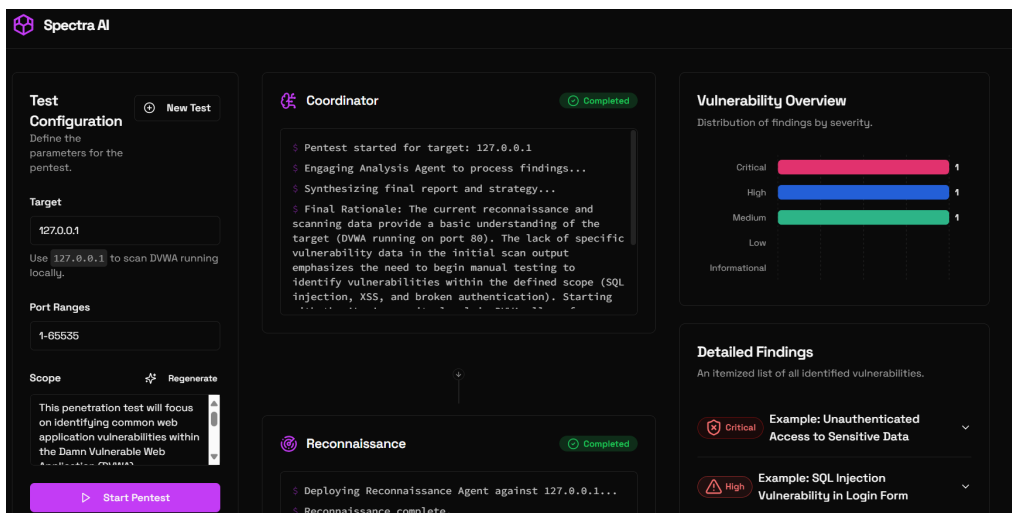 Spectra AI
Test
Configuration
New Test
Define the
parameters for the
pentest.
Target
127.0.0.1
Use 127.0.0.1 to scan DVWA running
locally.
Port Ranges
1-65535
Scope
Regenerate
This penetration test will focus
on identifying common web
application vulnerabilities within
the Damn Vulnerable Web
Application (DVWA)
Start Pentest
Coordinator
Completed
$ Pentest started for target: 127.0.0.1
$ Engaging Analysis Agent to process findings...
$ Synthesizing final report and strategy...
$ Final Rationale: The current reconnaissance and
scanning data provide a basic understanding of the
target (DVWA running on port 80). The lack of specific
vulnerability data in the initial scan output
emphasizes the need to begin manual testing to
identify vulnerabilities within the defined scope (SQL
injection, XSS, and broken authentication). Starting
Reconnaissance
Completed
$ Deploying Reconnaissance Agent against 127.0.0.1...
$ Reconnaissance complete.
Vulnerability Overview
Distribution of findings by severity.
Critical 1
High 1
Medium 1
Low
Informational
Detailed Findings
An itemized list of all identified vulnerabilities.
Critical
Example: Unauthenticated
Access to Sensitive Data
High
Example: SQL Injection
Vulnerability in Login Form